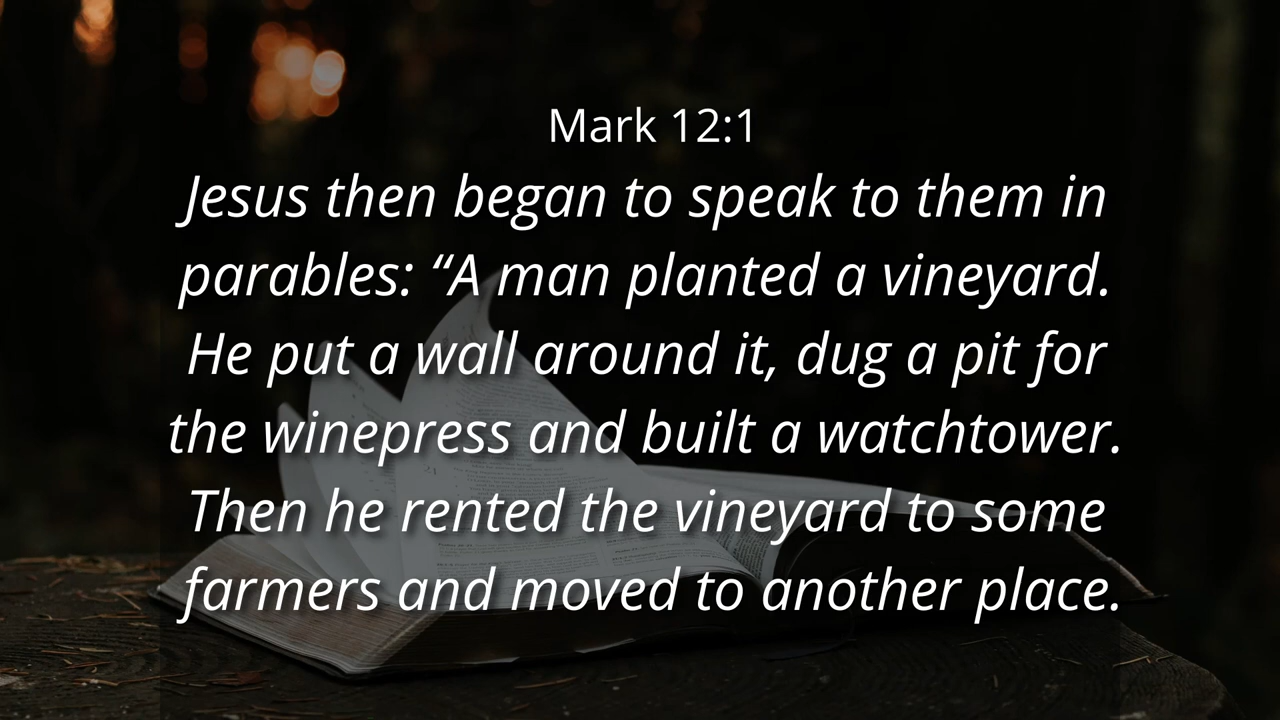 Mark 12:1
Jesus then began to speak to them in
parables: “A man planted a vineyard.
He put a wall around it, dug a pit for
the winepress and built a watchtower.
Then he rented the vineyard to some
farmers and moved to another place.